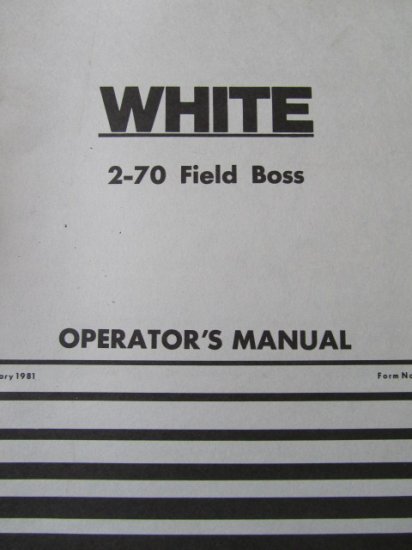 WHITE
2-70 Field Boss
OPERATOR'S MANUAL
ary 1981 Form No